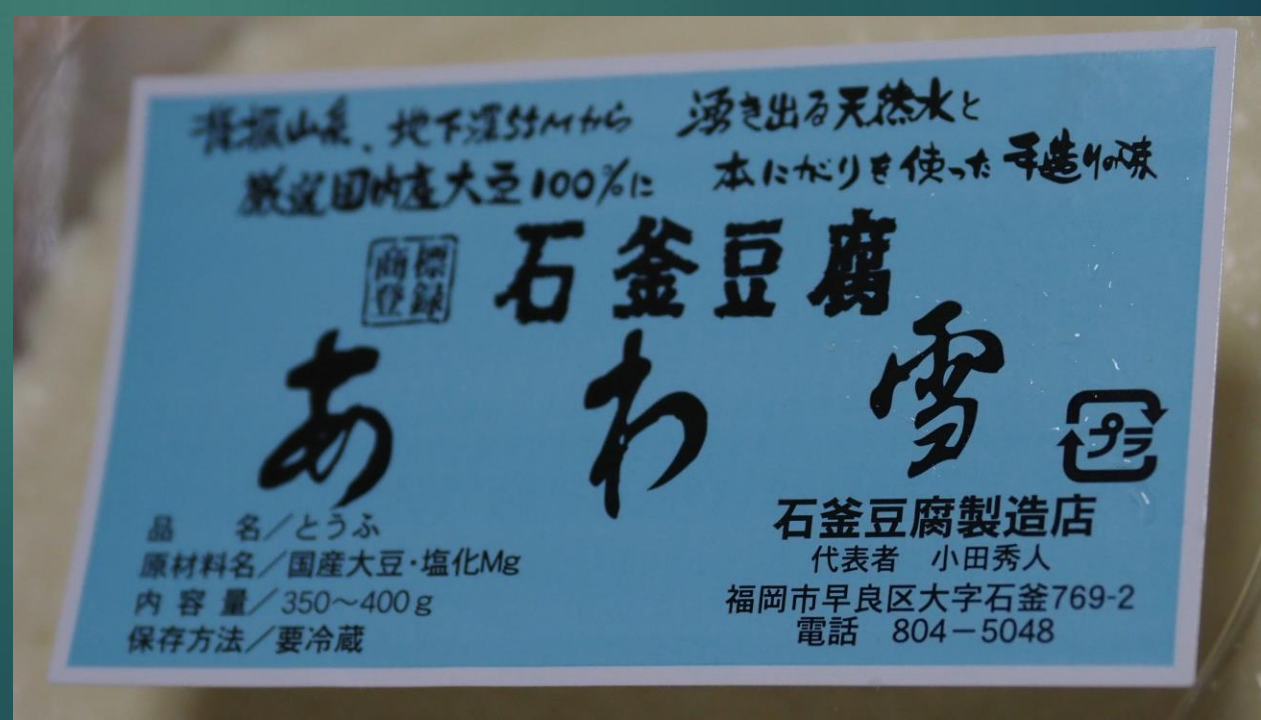 脊振山系、地下深55Mから 湧き出る天然水と
厳選国内産大豆100%に 本にがりを使った 手造りの味
商標登録 石釜豆腐
あわ雪
プラ
品名/とうふ
原材料名/国産大豆・塩化Mg
内容量/350〜400g
保存方法/要冷蔵
石釜豆腐製造店
代表者 小田秀人
福岡市早良区大字石釜769-2
電話 804-5048